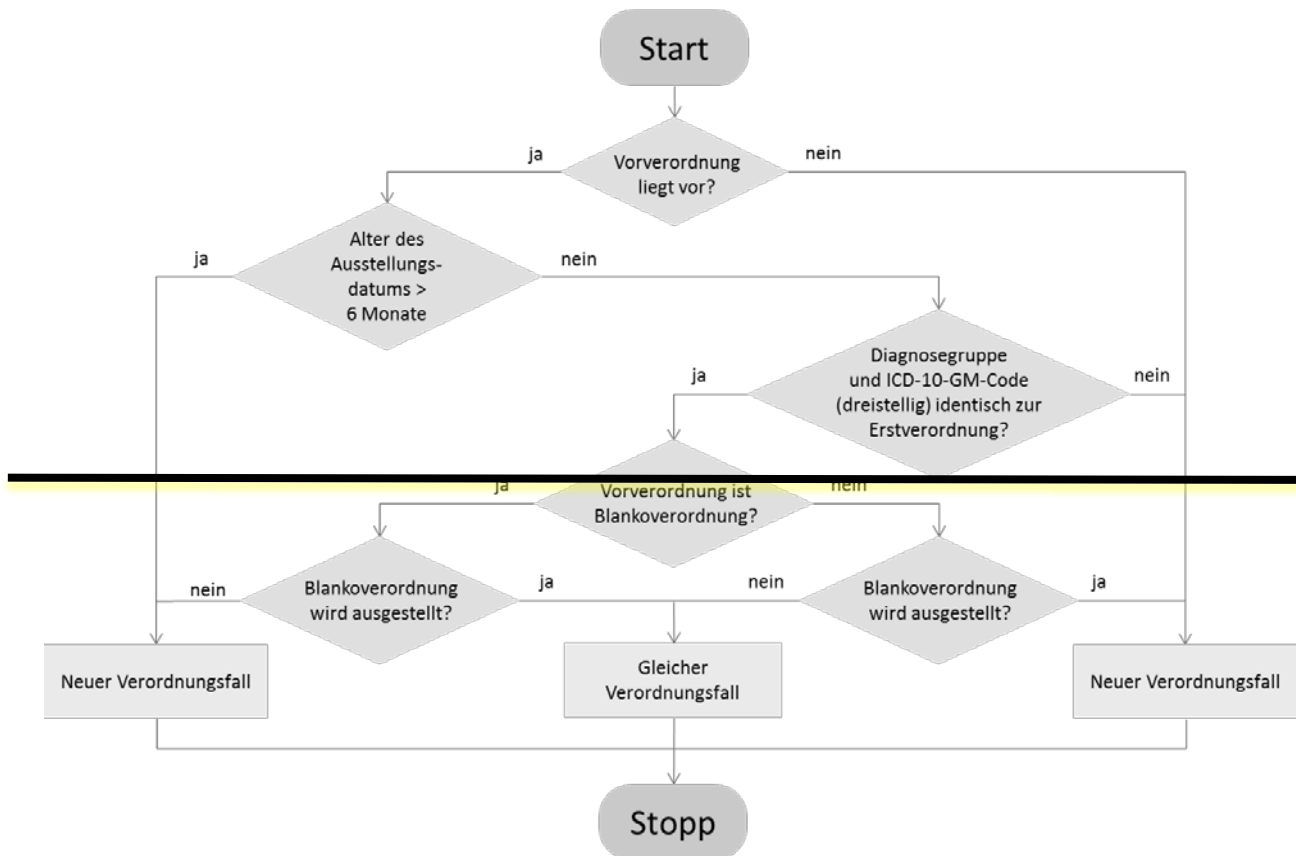 Start
Vorverordnung
liegt vor?
ja
nein
Alter des
Ausstellungs-
datums >
6 Monate
ja
nein
Diagnosegruppe
und ICD-10-GM-Code
(dreistellig) identisch zur
Erstverordnung?
ja
nein
Vorverordnung ist
Blankoverordnung?
ja
nein
Blankoverordnung
wird ausgestellt?
nein
ja
Blankoverordnung
wird ausgestellt?
nein
ja
Neuer Verordnungsfall
Gleicher
Verordnungsfall
Neuer Verordnungsfall
Stopp